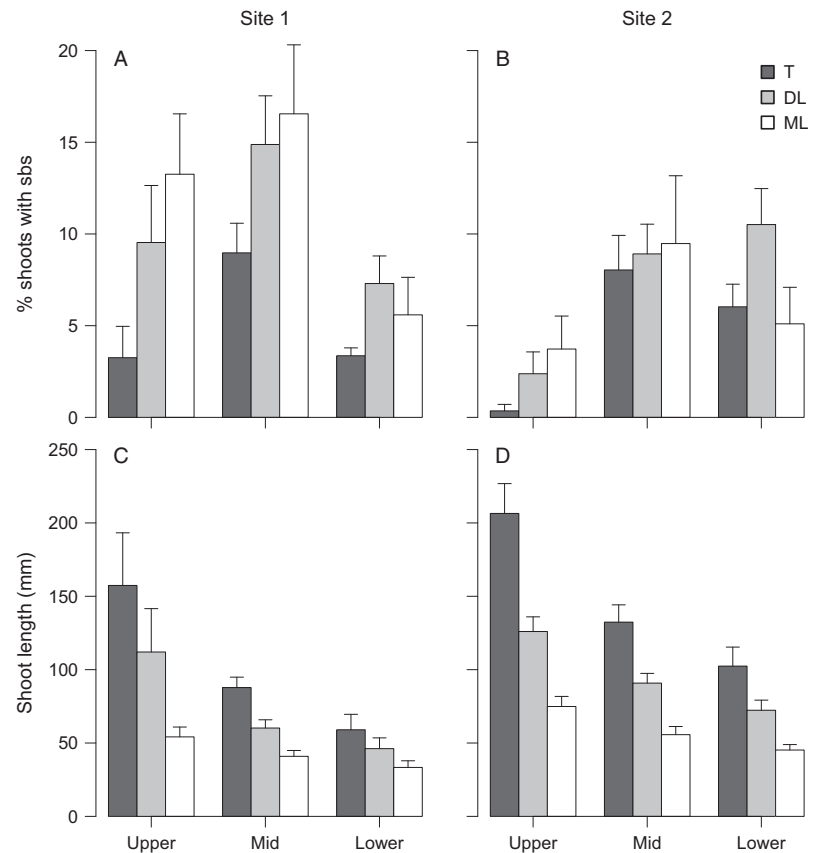 Site 1
Site 2
A
B
T
DL
ML
% shoots with sbs
20
15
10
5
0
C
D
Shoot length (mm)
250
200
150
100
50
0
Upper
Mid
Lower
Upper
Mid
Lower